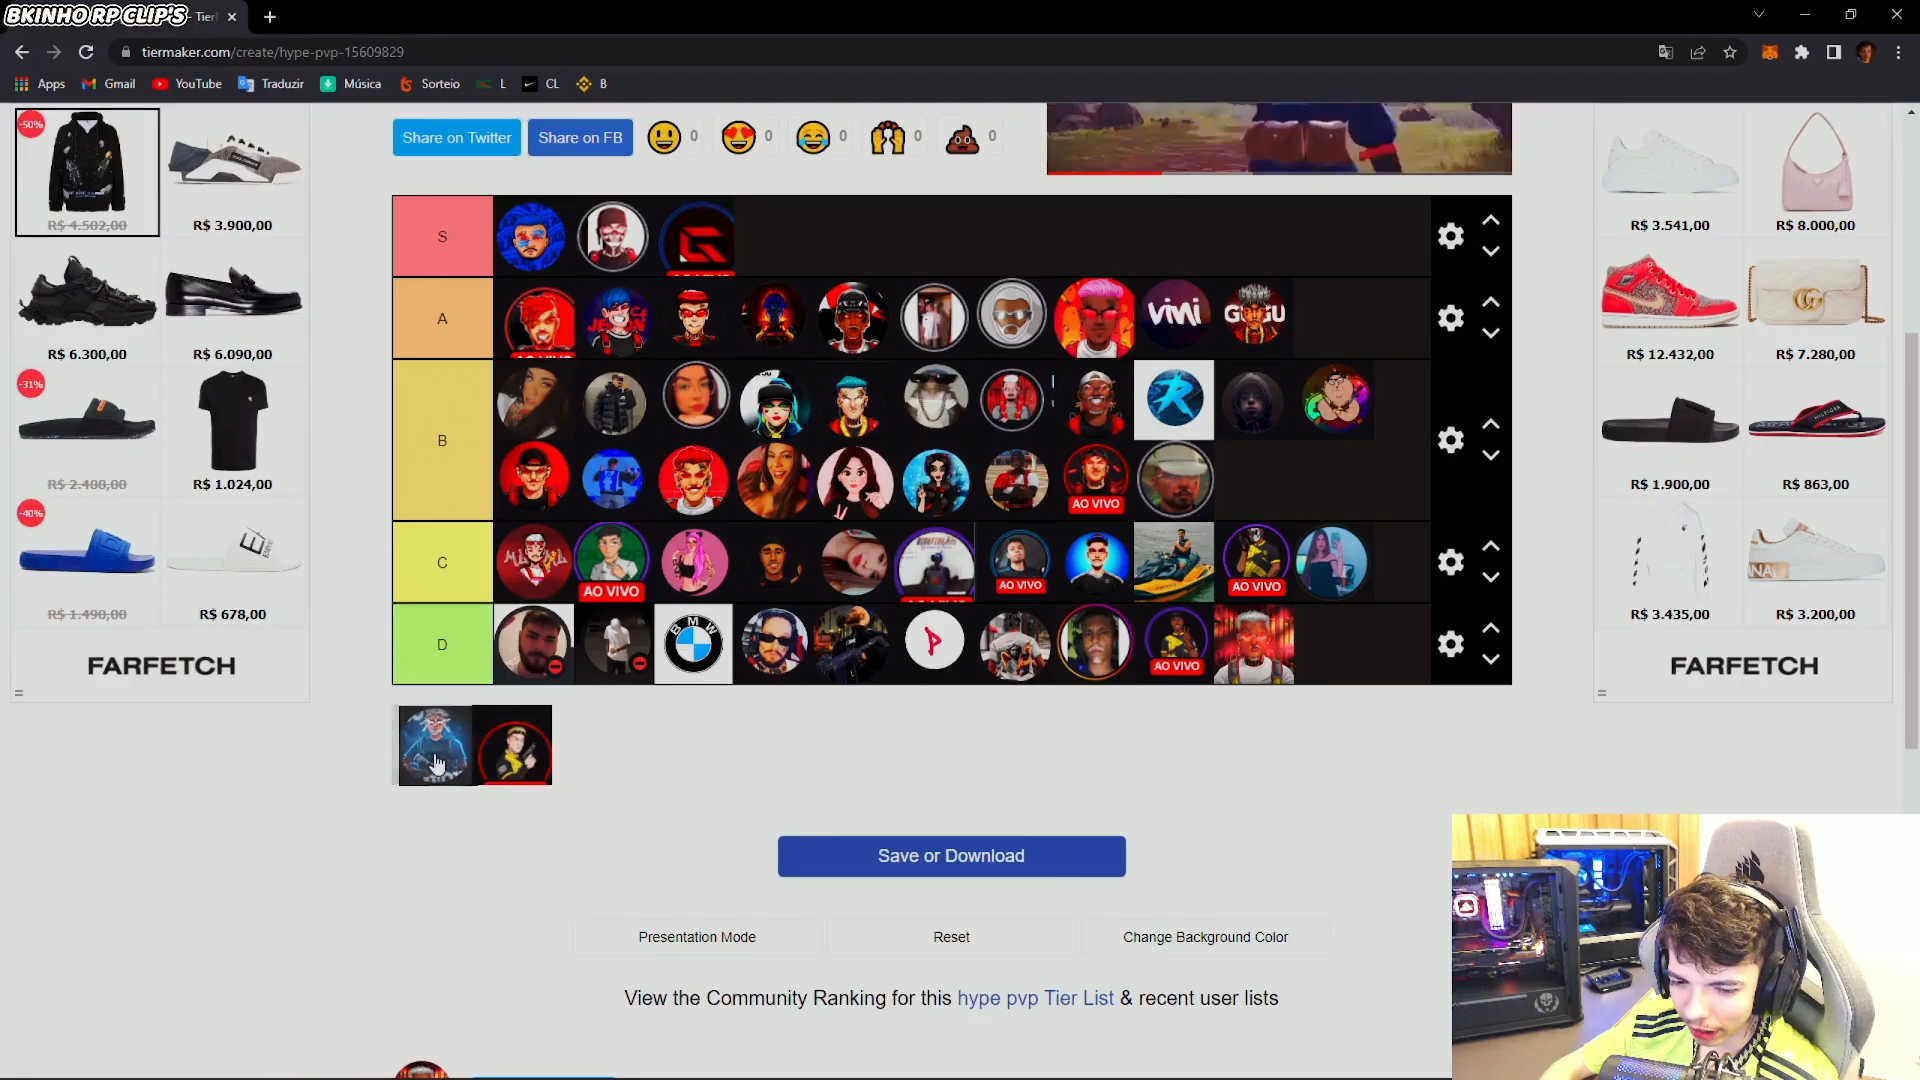 BKINHO RP CLIP'S
Tier
tiermaker.com/create/hype-pvp-15609829
Apps
Gmail
YouTube
Traduzir
Música
Sorteio
L
CL
B
-50%
R$ 4.502,00
R$ 3.900,00
R$ 6.300,00
R$ 6.090,00
-31%
R$ 2.488,00
R$ 1.024,00
-40%
R$ 1.490,00
R$ 678,00
FARFETCH
Share on Twitter
Share on FB
0
0
0
0
0
S
A
vini
GUGU
B
R
AO VIVO
C
AO VIVO
AO VIVO
AO VIVO
D
BMW
AO VIVO
Save or Download
Presentation Mode
Reset
Change Background Color
View the Community Ranking for this hype pvp Tier List & recent user lists
R$ 3.541,00
R$ 8.000,00
R$ 12.432,00
R$ 7.280,00
R$ 1.900,00
R$ 863,00
R$ 3.435,00
R$ 3.200,00
FARFETCH